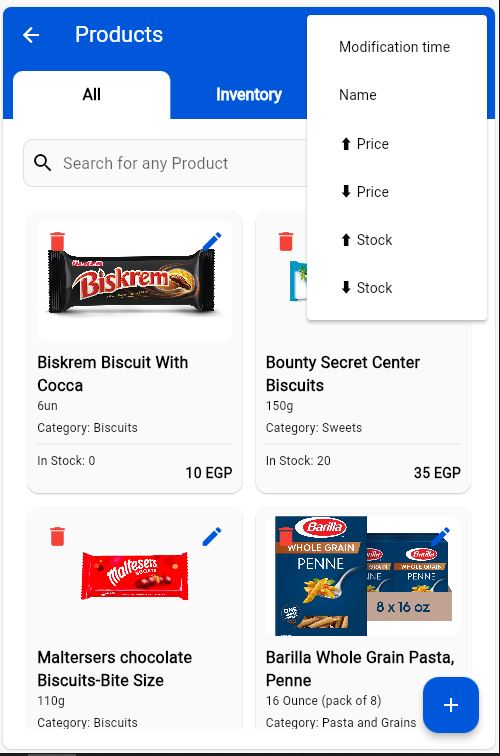 Products
Modification time
Name
⬆ Price
⬇ Price
⬆ Stock
⬇ Stock
All
Inventory
Search for any Product
Biskrem
Biskrem Biscuit With
Cocca
6un
Category: Biscuits
In Stock: 0
10 EGP
Bounty Secret Center
Biscuits
150g
Category: Sweets
In Stock: 20
35 EGP
Maltesers
BISCUITS
Maltersers chocolate
Biscuits-Bite Size
110g
Category: Biscuits
Barilla
WHOLE GRAIN
PENNE
Barilla
PENNE
Barilla
PENNE
8 x 16 oz
Barilla Whole Grain Pasta,
Penne
16 Ounce (pack of 8)
Category: Pasta and Grains